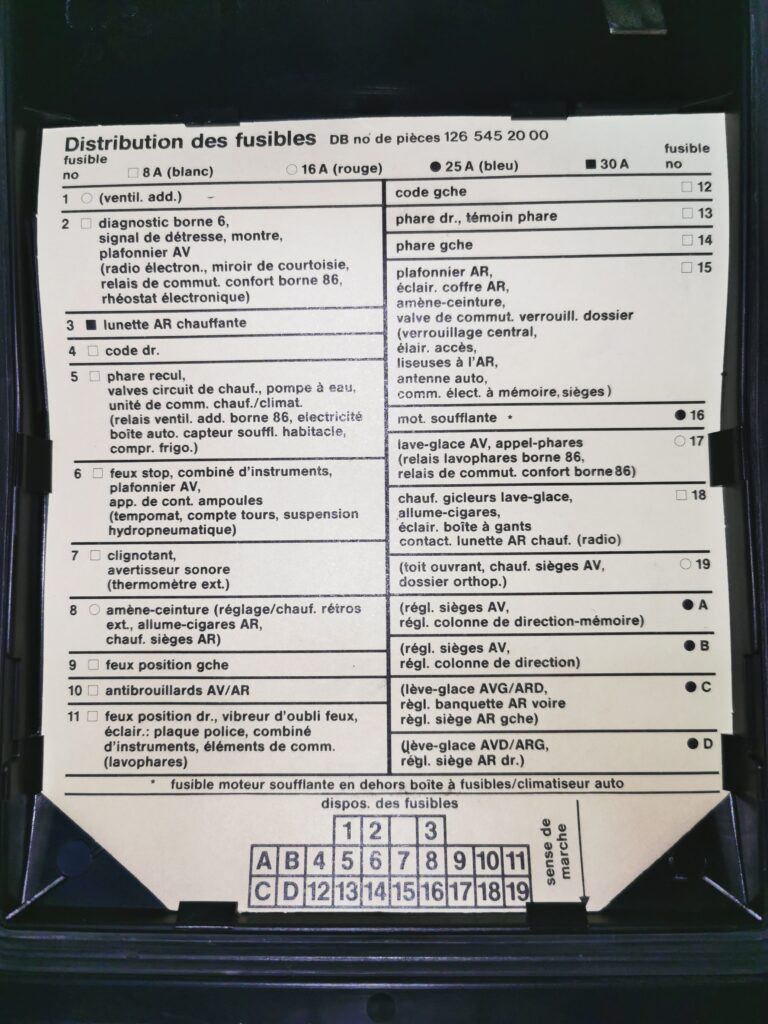 Distribution des fusibles DB no de pièces 126 545 20 00
fusible no □ 8 A (blanc) ○ 16 A (rouge) ● 25 A (bleu) ■ 30 A fusible no
1 ○ (ventil. add.)
2 □ diagnostic borne 6,
signal de détresse, montre,
plafonnier AV
(radio électron., miroir de courtoisie,
relais de commut. confort borne 86,
rhéostat électronique)
3 ■ lunette AR chauffante
4 □ code dr.
5 □ phare recul,
valves circuit de chauf., pompe à eau,
unité de comm. chauf./climat.
(relais ventil. add. borne 86, electricité
boîte auto. capteur souffl. habitacle,
compr. frigo.)
6 □ feux stop, combiné d'instruments,
plafonnier AV,
app. de cont. ampoules
(tempomat, compte tours, suspension
hydropneumatique)
7 □ clignotant,
avertisseur sonore
(thermomètre ext.)
8 ○ amène-ceinture (réglage/chauf. rétros
ext., allume-cigares AR,
chauf. sièges AR)
9 □ feux position gche
10 □ antibrouillards AV/AR
11 □ feux position dr., vibreur d'oubli feux,
éclair.: plaque police, combiné
d'instruments, éléments de comm.
(lavophares)
code gche □ 12
phare dr., témoin phare □ 13
phare gche □ 14
plafonnier AR, □ 15
éclair. coffre AR,
amène-ceinture,
valve de commut. verrouill. dossier
(verrouillage central,
élair. accès,
liseuses à l'AR,
antenne auto,
comm. élect. à mémoire, sièges)
mot. soufflante * ● 16
lave-glace AV, appel-phares ○ 17
(relais lavophares borne 86,
relais de commut. confort borne 86)
chauf. gicleurs lave-glace, □ 18
allume-cigares,
éclair. boîte à gants
contact. lunette AR chauf. (radio)
(toit ouvrant, chauf. sièges AV, ○ 19
dossier orthop.)
(régl. sièges AV, ● A
régl. colonne de direction-mémoire)
(régl. sièges AV, ● B
régl. colonne de direction)
(lève-glace AVG/ARD, ● C
règl. banquette AR voire
règl. siège AR gche)
(lève-glace AVD/ARG, ● D
régl. siège AR dr.)
* fusible moteur soufflante en dehors boîte à fusibles/climatiseur auto
dispos. des fusibles
1 2 3
A B 4 5 6 7 8 9 10 11
C D 12 13 14 15 16 17 18 19
sense de
marche